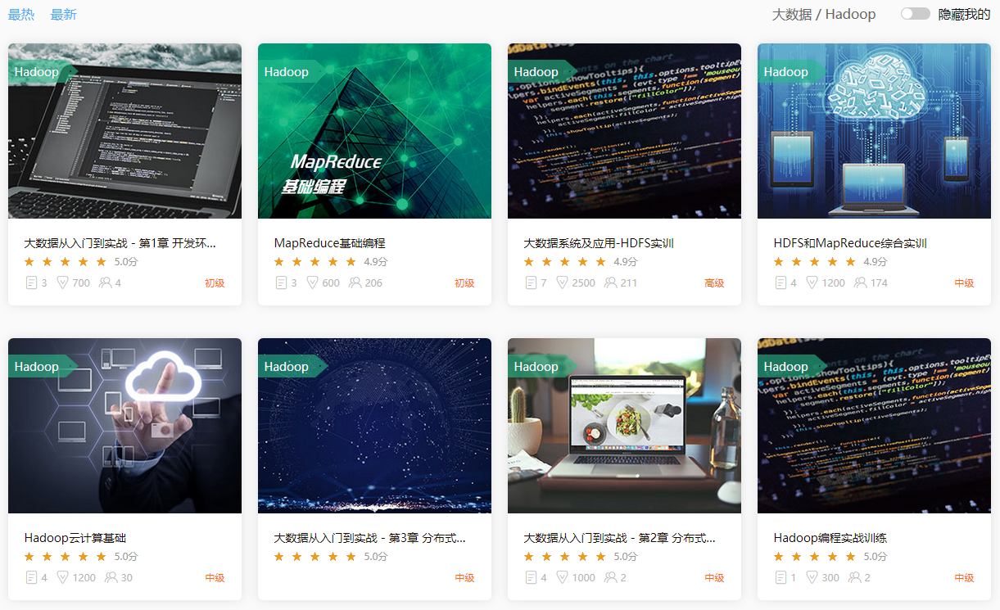 最热 最新 大数据 / Hadoop 隐藏我的
Hadoop
Hadoop
Hadoop
Hadoop
MapReduce
基础编程
大数据从入门到实战 - 第1章 开发环...
5.0分
3 700 4 初级
MapReduce基础编程
4.9分
3 600 206 初级
大数据系统及应用-HDFS实训
4.9分
7 2500 211 高级
HDFS和MapReduce综合实训
4.9分
4 1200 174 中级
Hadoop
Hadoop
Hadoop
Hadoop
Hadoop云计算基础
5.0分
4 1200 30 中级
大数据从入门到实战 - 第3章 分布式...
5.0分
中级
大数据从入门到实战 - 第2章 分布式...
5.0分
4 1000 2 中级
Hadoop编程实战训练
5.0分
1 300 2 中级